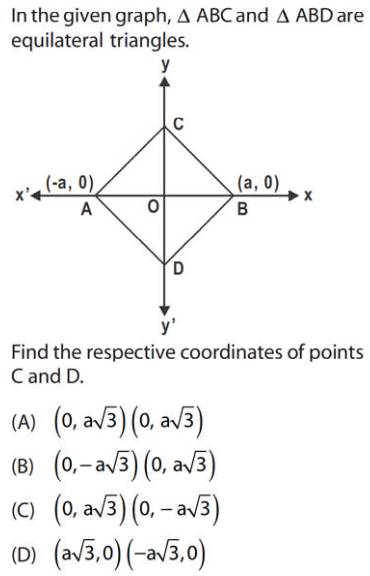 In the given graph, Δ ABC and Δ ABD are
equilateral triangles.
y
C
(-a, 0) (a, 0)
x' x
A O B
D
y'
Find the respective coordinates of points
C and D.
(A) (0, a√3) (0, a√3)
(B) (0,−a√3) (0, a√3)
(C) (0, a√3) (0, −a√3)
(D) (a√3,0) (−a√3,0)